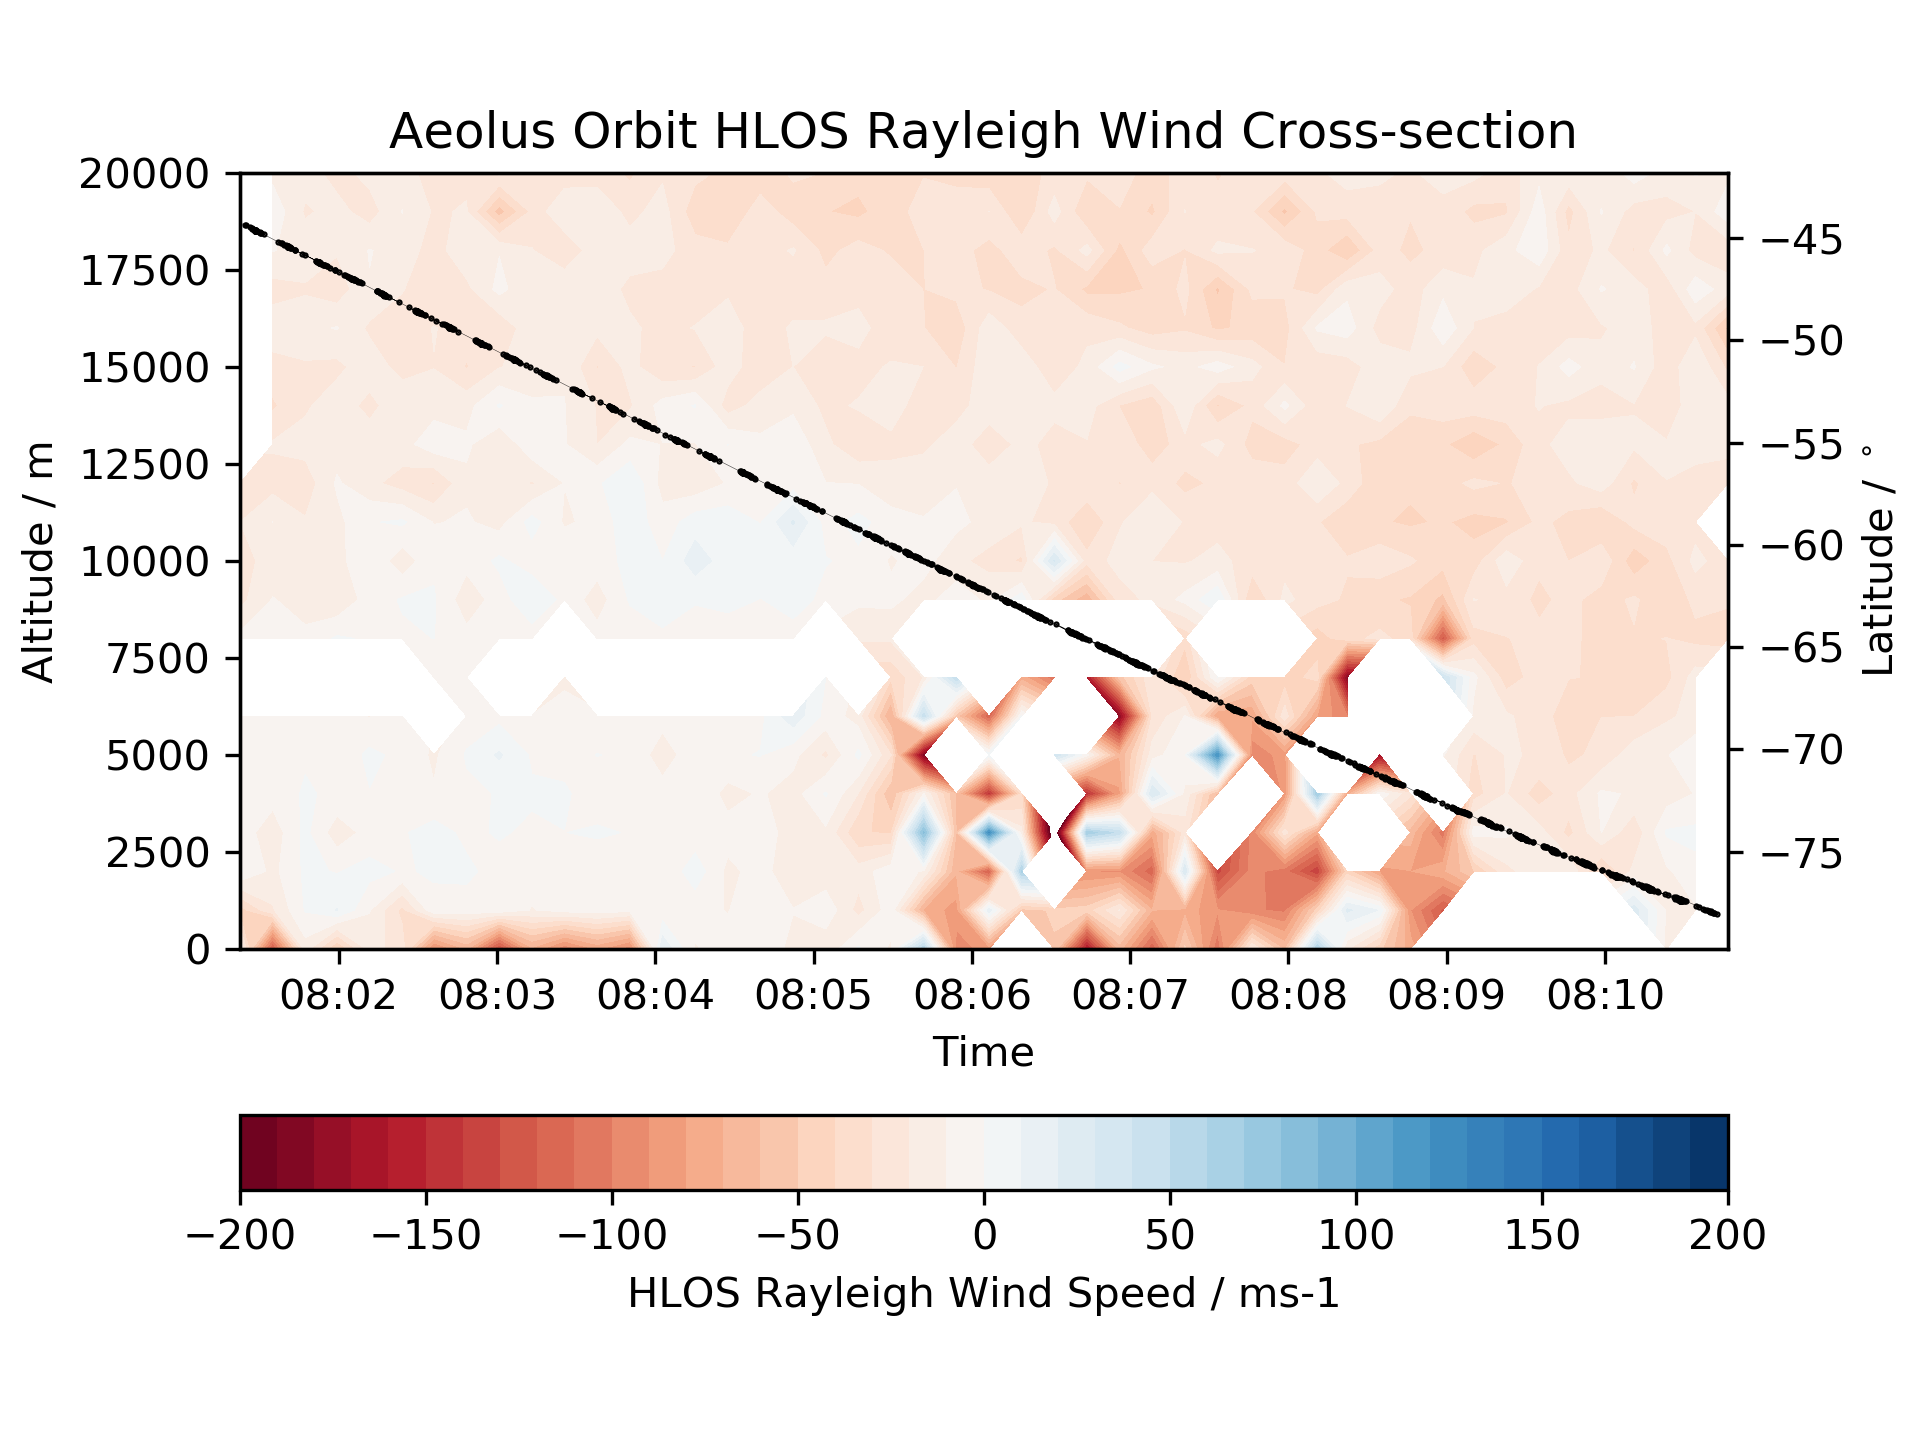 Aeolus Orbit HLOS Rayleigh Wind Cross-section
20000
17500
15000
12500
10000
7500
5000
2500
0
Altitude / m
−45
−50
−55
−60
−65
−70
−75
Latitude / °
08:02 08:03 08:04 08:05 08:06 08:07 08:08 08:09 08:10
Time
−200 −150 −100 −50 0 50 100 150 200
HLOS Rayleigh Wind Speed / ms-1